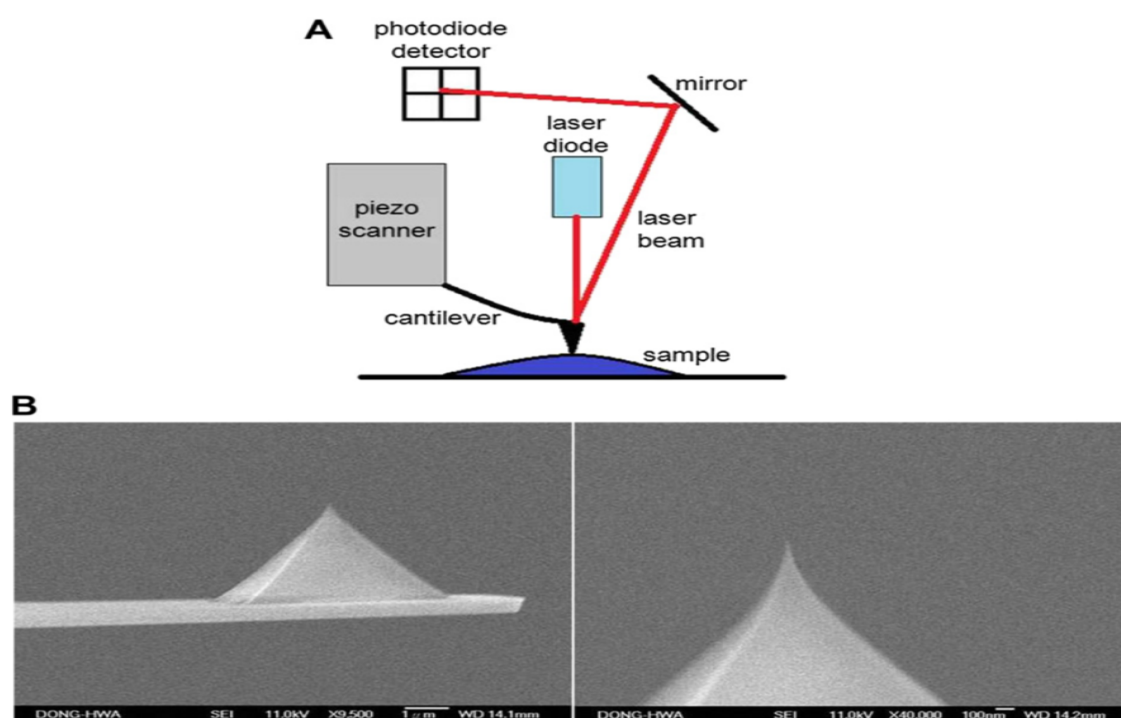 A
photodiode
detector
mirror
laser
diode
piezo
scanner
laser
beam
cantilever
sample
B
DONG-HWA SEI 11.0kV X9,500 1μm WD 14.1mm
DONG-HWA SEI 11.0kV X40,000 100nm WD 14.2mm